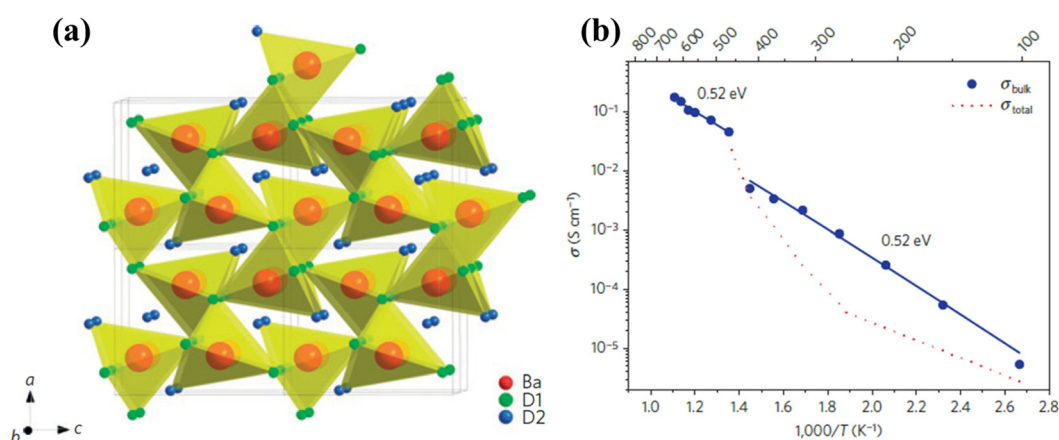 (a)
a
b
c
Ba
D1
D2
(b)
800 700 600 500 400 300 200 100
0.52 eV
σbulk
σtotal
0.52 eV
10⁻¹
10⁻²
10⁻³
10⁻⁴
10⁻⁵
σ (S cm⁻¹)
1.0 1.2 1.4 1.6 1.8 2.0 2.2 2.4 2.6 2.8
1,000/T (K⁻¹)